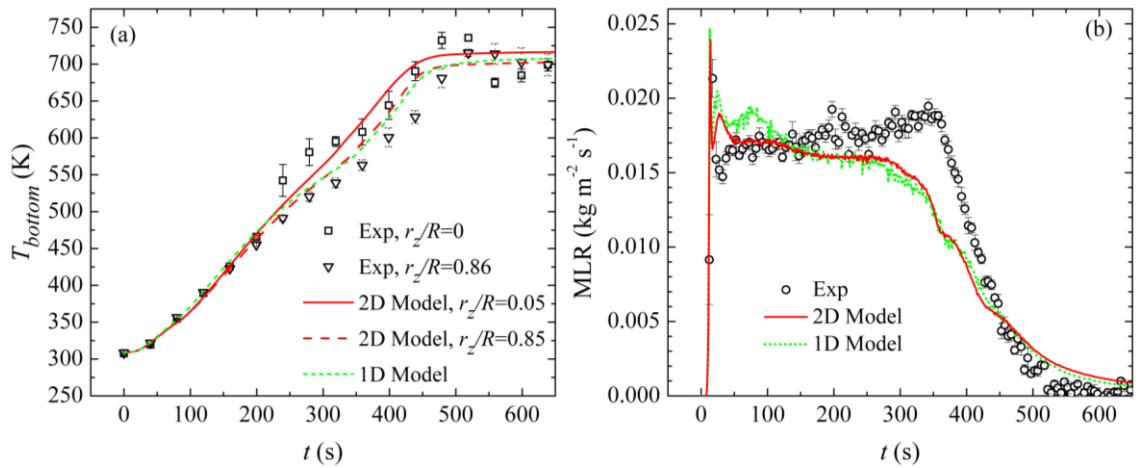 (a)
T_bottom (K)
750
700
650
600
550
500
450
400
350
300
250
Exp, r_z/R=0
Exp, r_z/R=0.86
2D Model, r_z/R=0.05
2D Model, r_z/R=0.85
1D Model
0 100 200 300 400 500 600
t (s)
(b)
MLR (kg m⁻² s⁻¹)
0.025
0.020
0.015
0.010
0.005
0.000
Exp
2D Model
1D Model
0 100 200 300 400 500 600
t (s)